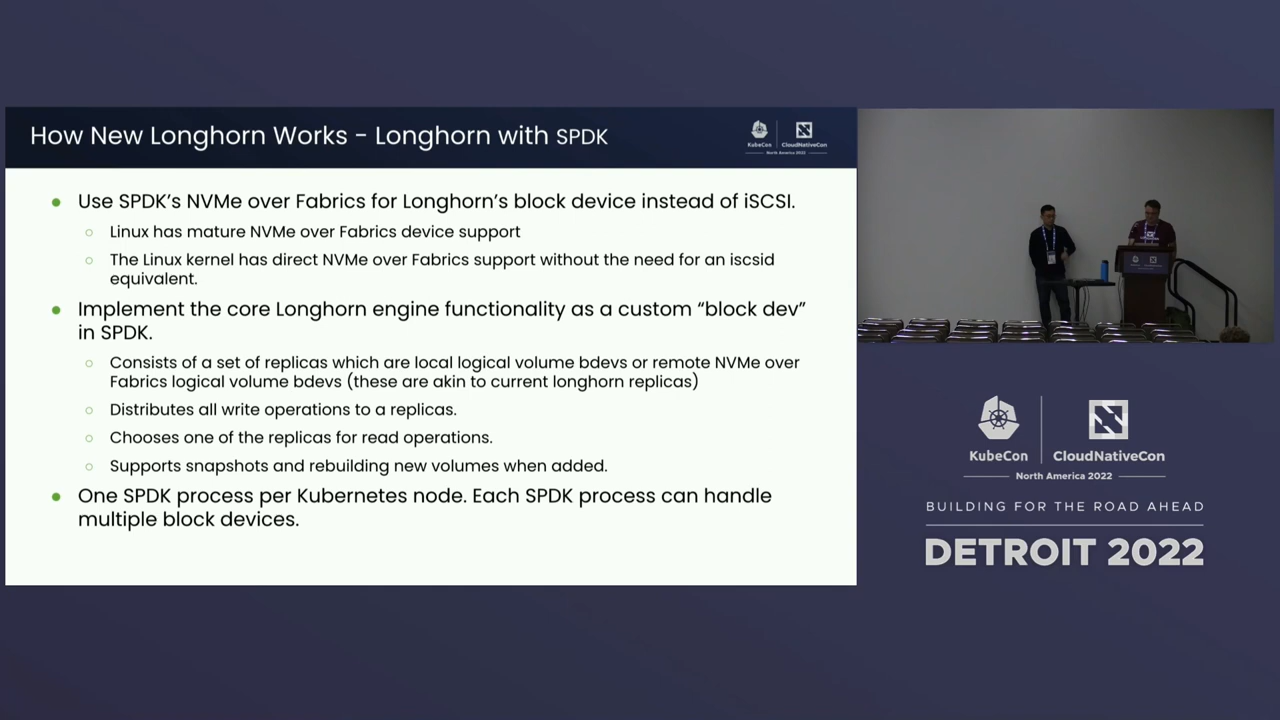 How New Longhorn Works - Longhorn with SPDK
KubeCon
CloudNativeCon
North America 2022
Use SPDK's NVMe over Fabrics for Longhorn's block device instead of iSCSI.
Linux has mature NVMe over Fabrics device support
The Linux kernel has direct NVMe over Fabrics support without the need for an iscsid
equivalent.
Implement the core Longhorn engine functionality as a custom “block dev”
in SPDK.
Consists of a set of replicas which are local logical volume bdevs or remote NVMe over
Fabrics logical volume bdevs (these are akin to current longhorn replicas)
Distributes all write operations to a replicas.
Chooses one of the replicas for read operations.
Supports snapshots and rebuilding new volumes when added.
One SPDK process per Kubernetes node. Each SPDK process can handle
multiple block devices.
KubeCon
CloudNativeCon
North America 2022
BUILDING FOR THE ROAD AHEAD
DETROIT 2022